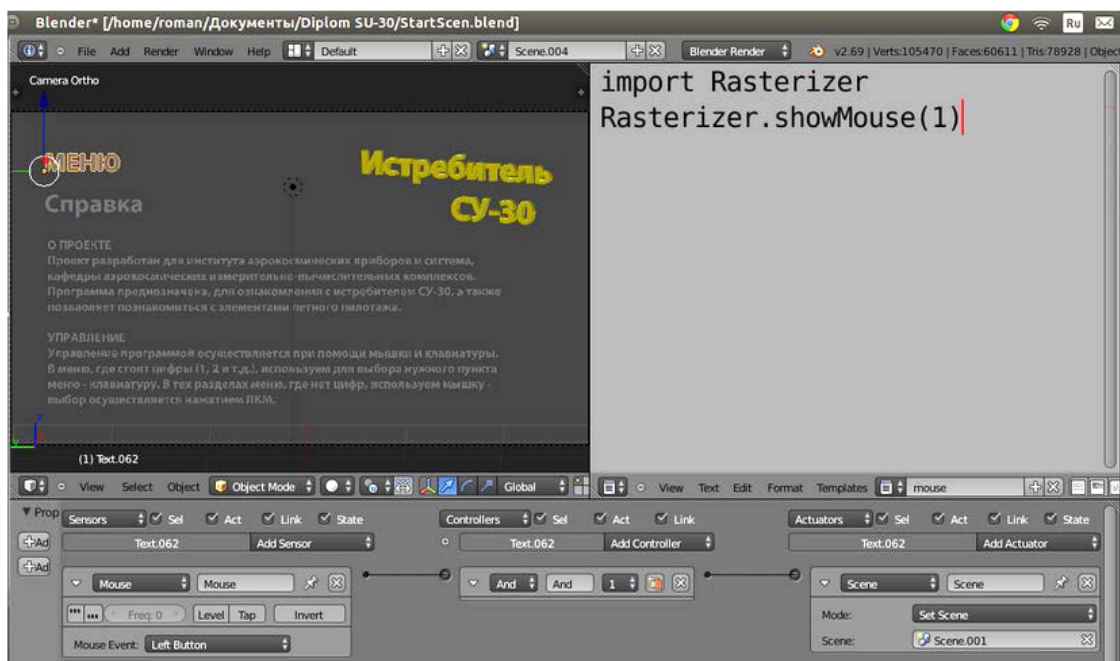 Blender* [/home/roman/Документы/Diplom SU-30/StartScen.blend]
Ru
File Add Render Window Help Default Scene.004 Blender Render v2.69 | Verts:105470 | Faces:60611 | Tris:78928 | Object
Camera Ortho
МЕНЮ
Истребитель
СУ-30
Справка
О ПРОЕКТЕ
Проект разработан для института аэрокосмических приборов и система,
кафедры аэрокосмических измерительно-вычислительных комплексов.
Программа преднозначена, для ознакомления с истребителем СУ-30, а также
позваоляет познакомиться с элементами летного пилотажа.
УПРАВЛЕНИЕ
Управление программой осуществляется при помощи мышки и клавиатуры.
В меню, где стоят цифры (1, 2 и т.д.), используем для выбора нужного пункта
меню - клавиатуру. В тех разделах меню, где нет цифр, используем мышку -
выбор осуществляется нажатием ЛКМ.
z
y
(1) Text.062
import Rasterizer
Rasterizer.showMouse(1)
View Select Object Object Mode Global
View Text Edit Format Templates mouse
Prop
Ad
Ad
Sensors Sel Act Link State
Text.062 Add Sensor
Mouse Mouse
Freq: 0 Level Tap Invert
Mouse Event: Left Button
Controllers Sel Act Link
Text.062 Add Controller
And And 1
Actuators Sel Act Link State
Text.062 Add Actuator
Scene Scene
Mode: Set Scene
Scene: Scene.001